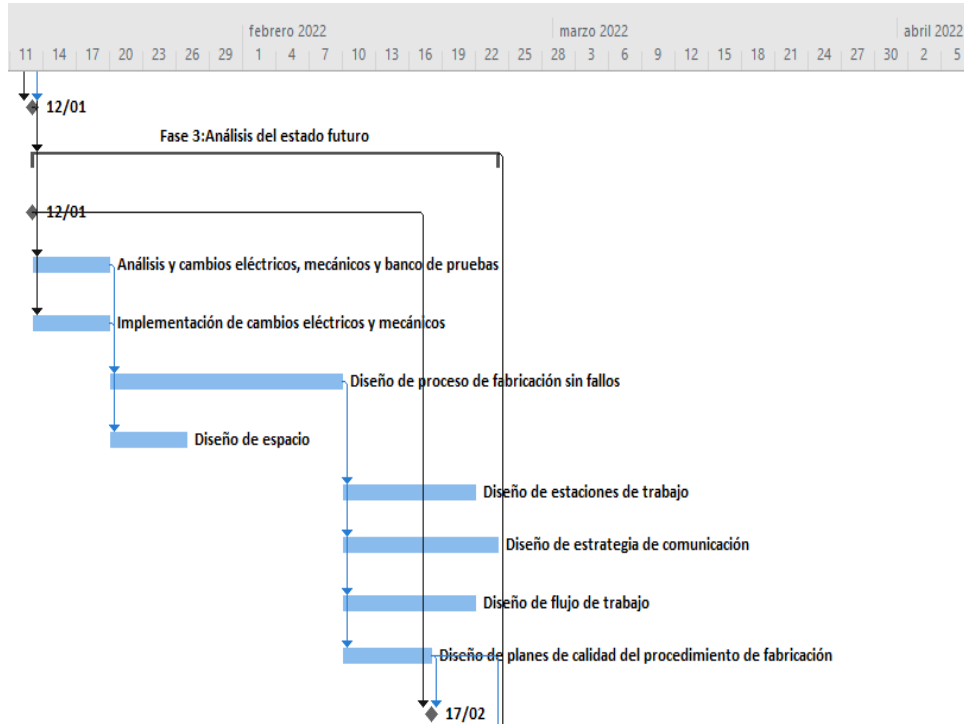 febrero 2022 marzo 2022 abril 2022
11 14 17 20 23 26 29 1 4 7 10 13 16 19 22 25 28 3 6 9 12 15 18 21 24 27 30 2 5
12/01
Fase 3:Análisis del estado futuro
12/01
Análisis y cambios eléctricos, mecánicos y banco de pruebas
Implementación de cambios eléctricos y mecánicos
Diseño de proceso de fabricación sin fallos
Diseño de espacio
Diseño de estaciones de trabajo
Diseño de estrategia de comunicación
Diseño de flujo de trabajo
Diseño de planes de calidad del procedimiento de fabricación
17/02